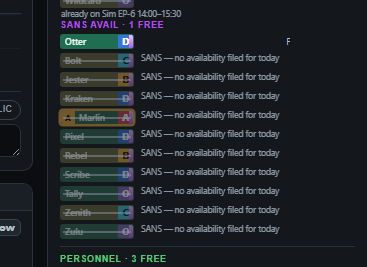 Wildcard O
already on Sim EP-6 14:00–15:30
SANS AVAIL · 1 FREE
Otter D F
Bolt C SANS — no availability filed for today
Jester B SANS — no availability filed for today
Kraken D SANS — no availability filed for today
LIC
Marlin A SANS — no availability filed for today
Pixel D SANS — no availability filed for today
Rebel B SANS — no availability filed for today
Scribe D SANS — no availability filed for today
Tally O SANS — no availability filed for today
Zenith C SANS — no availability filed for today
ow
Zulu D SANS — no availability filed for today
PERSONNEL · 3 FREE